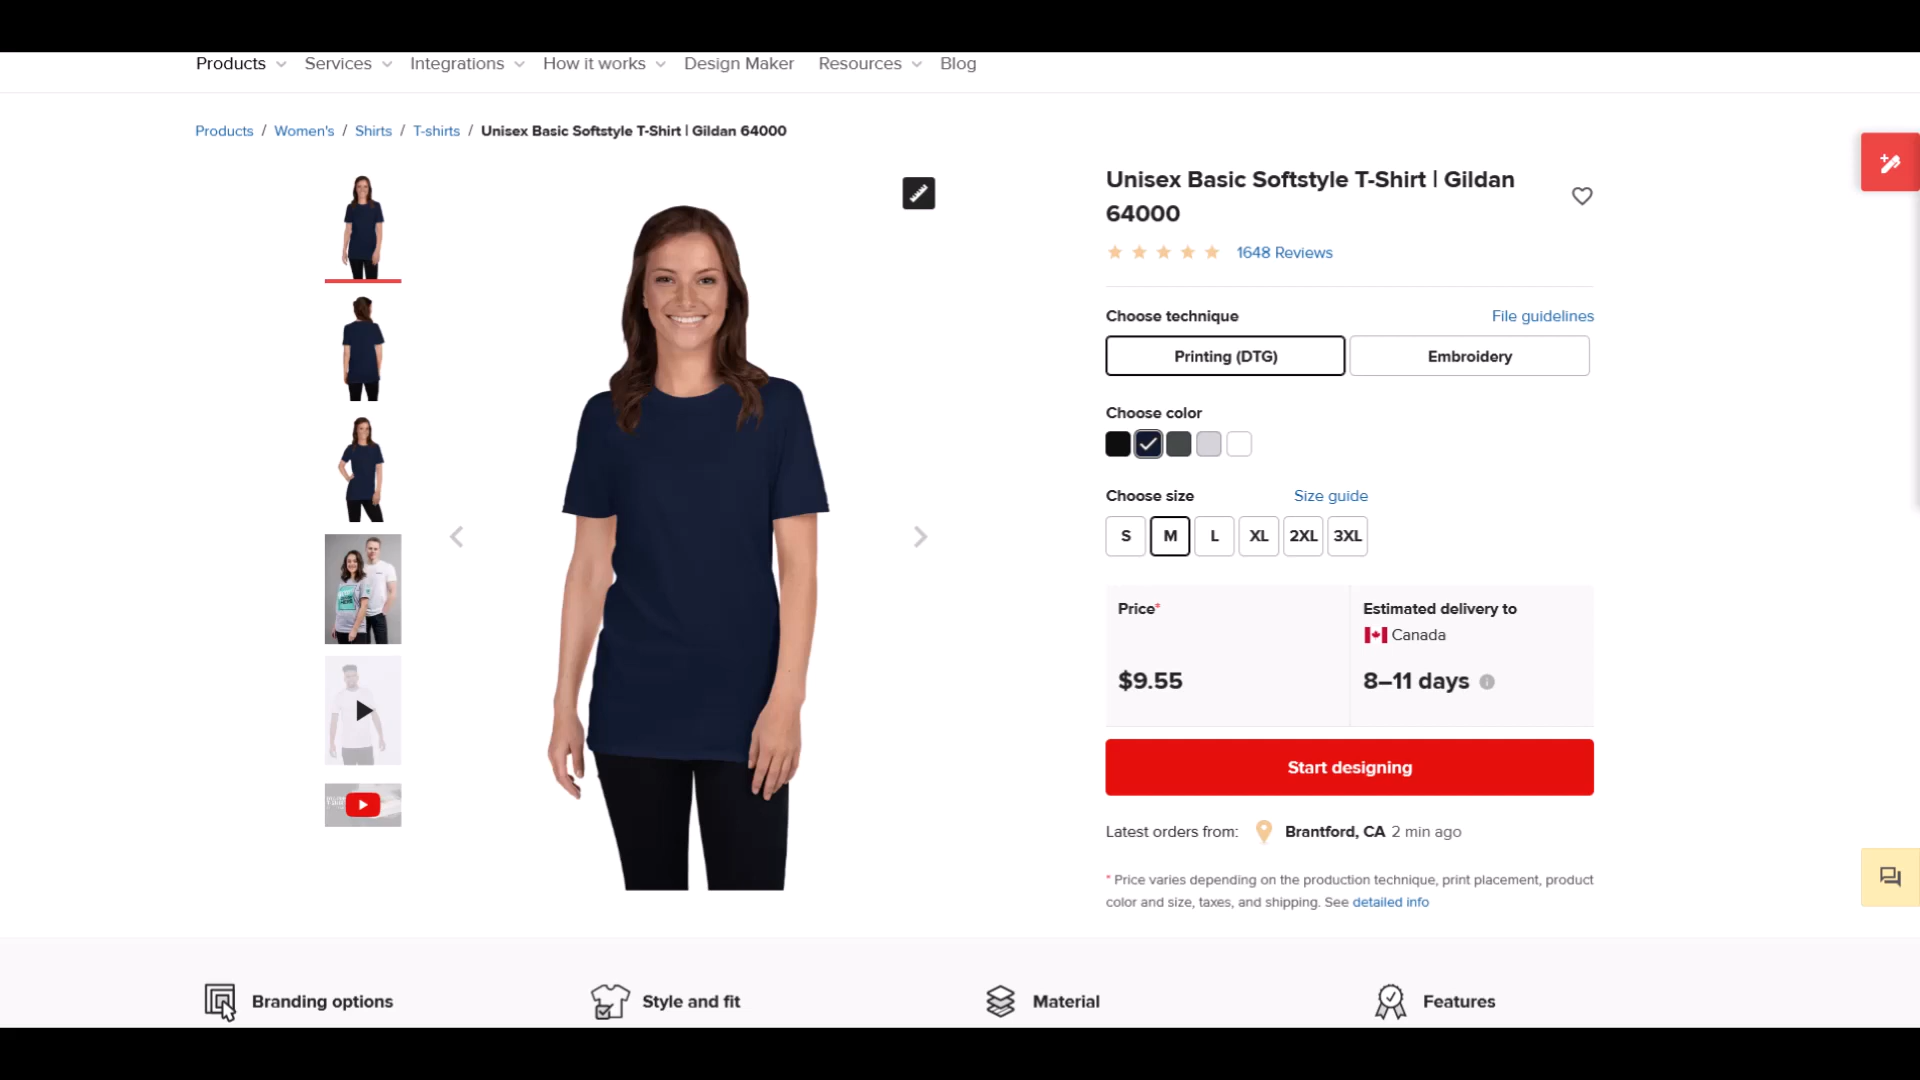 Products Services Integrations How it works Design Maker Resources Blog
Products / Women's / Shirts / T-shirts / Unisex Basic Softstyle T-Shirt | Gildan 64000
Unisex Basic Softstyle T-Shirt | Gildan
64000
1648 Reviews
Choose technique File guidelines
Printing (DTG) Embroidery
Choose color
Choose size Size guide
S M L XL 2XL 3XL
Price* Estimated delivery to
Canada
$9.55 8–11 days
Start designing
Latest orders from: Brantford, CA 2 min ago
* Price varies depending on the production technique, print placement, product
color and size, taxes, and shipping. See detailed info
Branding options Style and fit Material Features